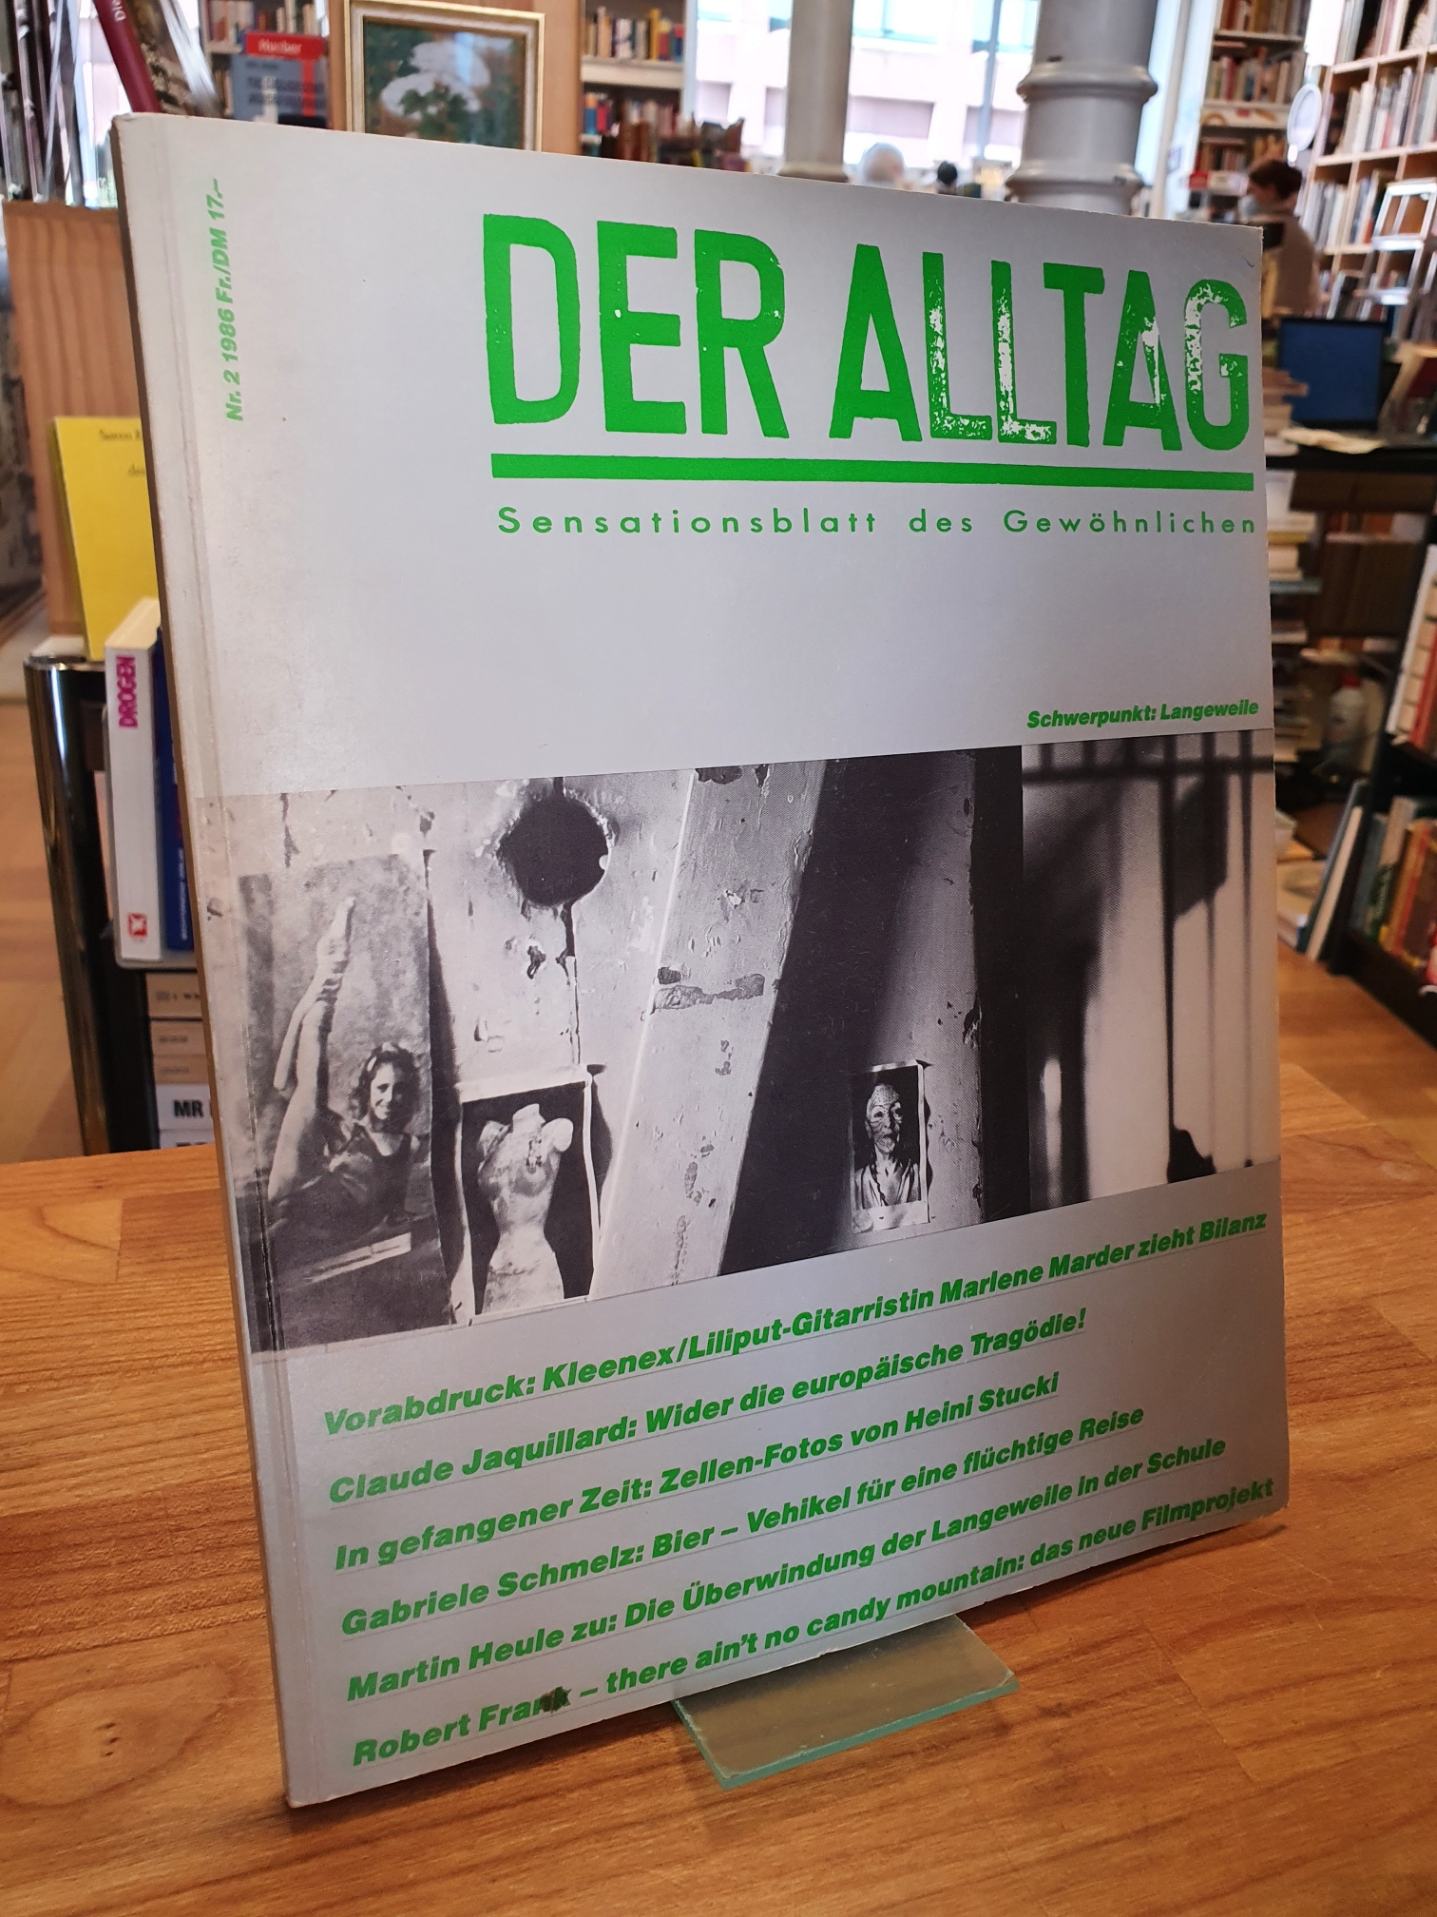 Nr. 2 1986 Fr./DM 17.–
DER ALLTAG
Sensationsblatt des Gewöhnlichen
Schwerpunkt: Langeweile
Vorabdruck: Kleenex/Liliput-Gitarristin Marlene Marder zieht Bilanz
Claude Jaquillard: Wider die europäische Tragödie!
In gefangener Zeit: Zellen-Fotos von Heini Stucki
Gabriele Schmelz: Bier – Vehikel für eine flüchtige Reise
Martin Heule zu: Die Überwindung der Langeweile in der Schule
Robert Frank – there ain't no candy mountain: das neue Filmprojekt
DROGEN
MR